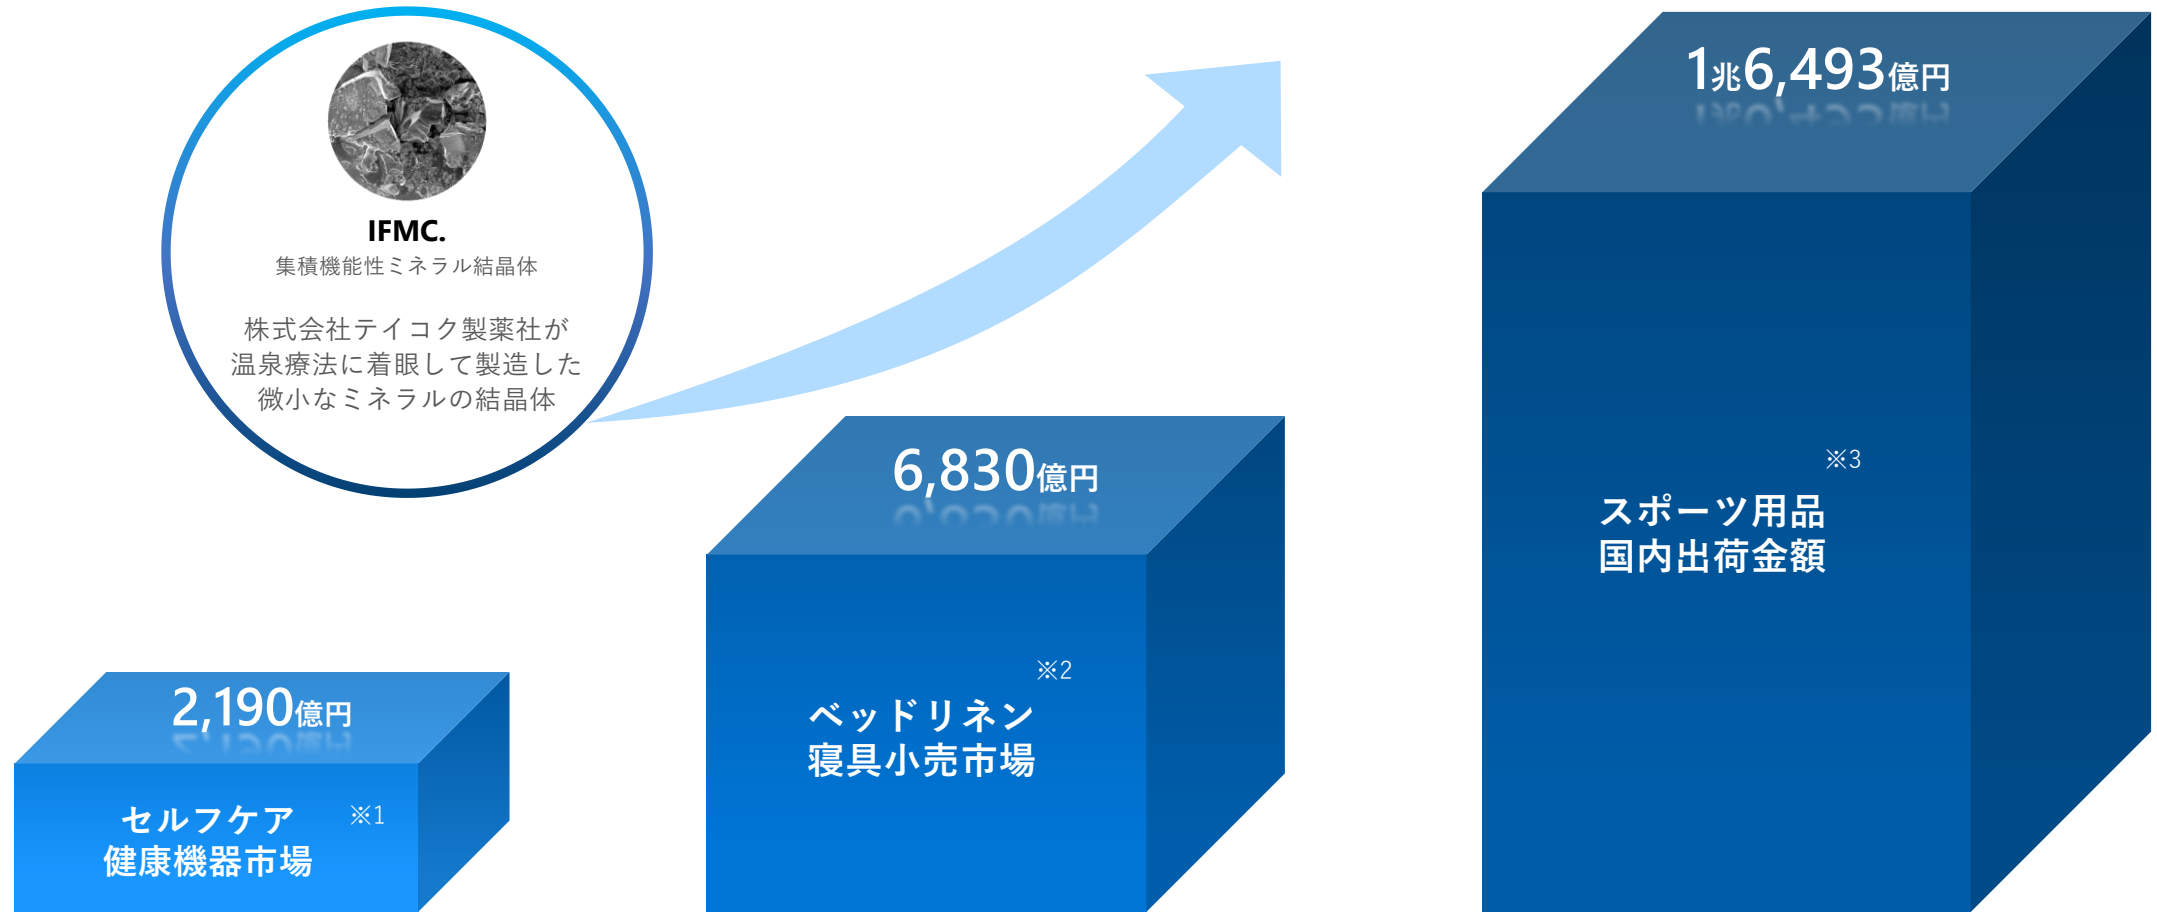 IFMC.
集積機能性ミネラル結晶体
株式会社テイコク製薬社が
温泉療法に着眼して製造した
微小なミネラルの結晶体
2,190億円
セルフケア ※1
健康機器市場
6,830億円
※2
ベッドリネン
寝具小売市場
1兆6,493億円
※3
スポーツ用品
国内出荷金額